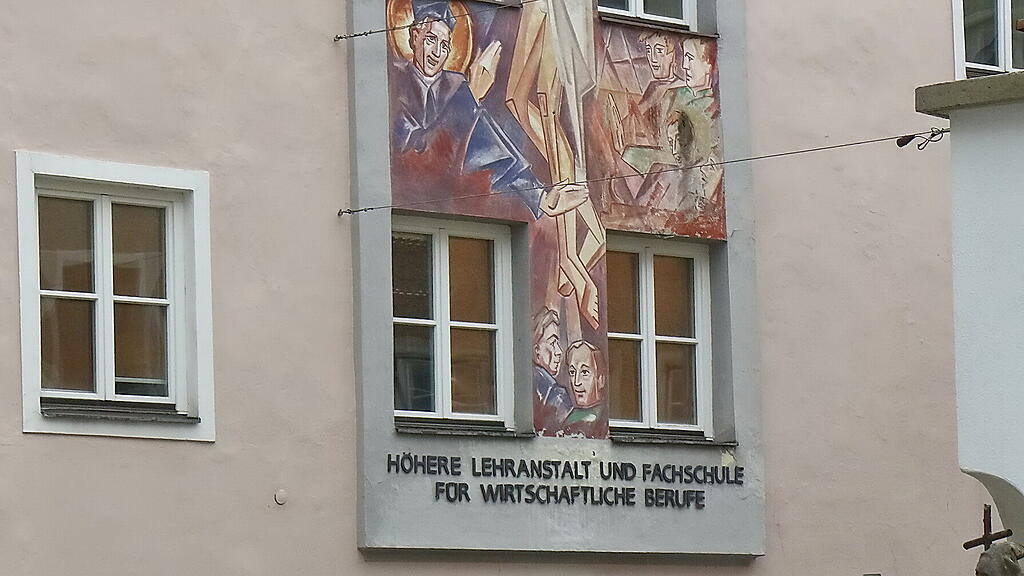 HÖHERE LEHRANSTALT UND FACHSCHULE
FÜR WIRTSCHAFTLICHE BERUFE